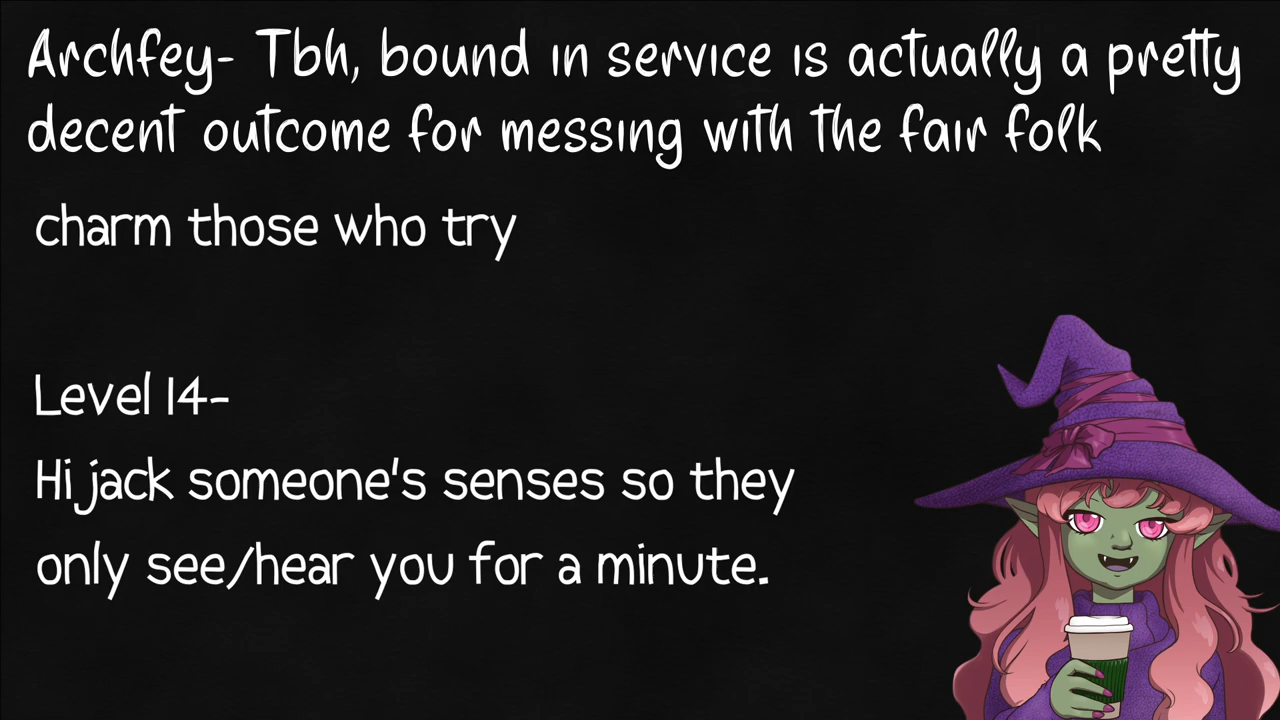 Archfey- Tbh, bound in service is actually a pretty
decent outcome for messing with the fair folk
charm those who try
Level 14-
Hijack someone's senses so they
only see/hear you for a minute.